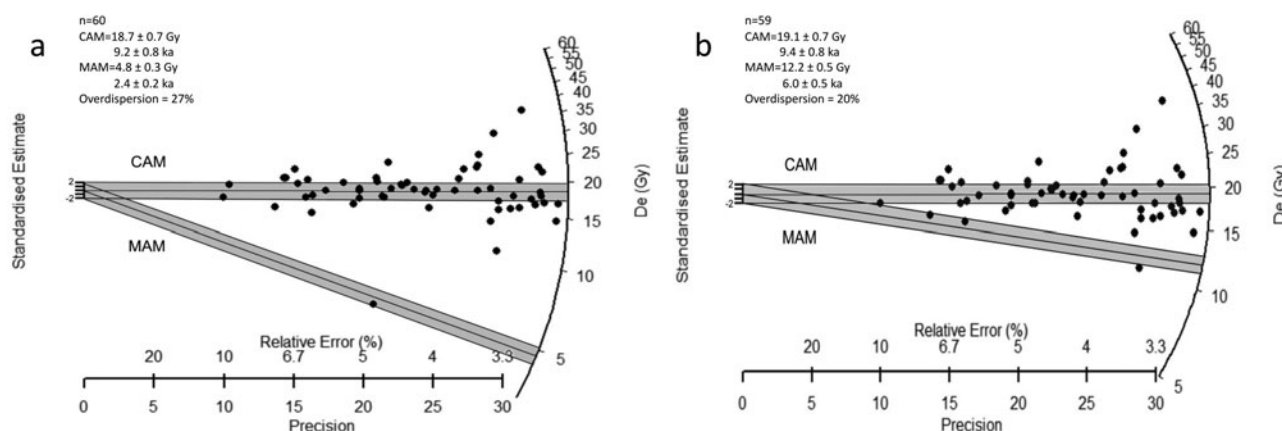 a
n=60
CAM=18.7 ± 0.7 Gy
9.2 ± 0.8 ka
MAM=4.8 ± 0.3 Gy
2.4 ± 0.2 ka
Overdispersion = 27%
Standardised Estimate
2
-2
CAM
MAM
60
55
50
45
40
35
30
25
20
15
10
5
De (Gy)
Relative Error (%)
20 10 6.7 5 4 3.3
0 5 10 15 20 25 30
Precision
b
n=59
CAM=19.1 ± 0.7 Gy
9.4 ± 0.8 ka
MAM=12.2 ± 0.5 Gy
6.0 ± 0.5 ka
Overdispersion = 20%
Standardised Estimate
2
-2
CAM
MAM
60
55
50
45
40
35
30
25
20
15
10
5
De (Gy)
Relative Error (%)
20 10 6.7 5 4 3.3
0 5 10 15 20 25 30
Precision